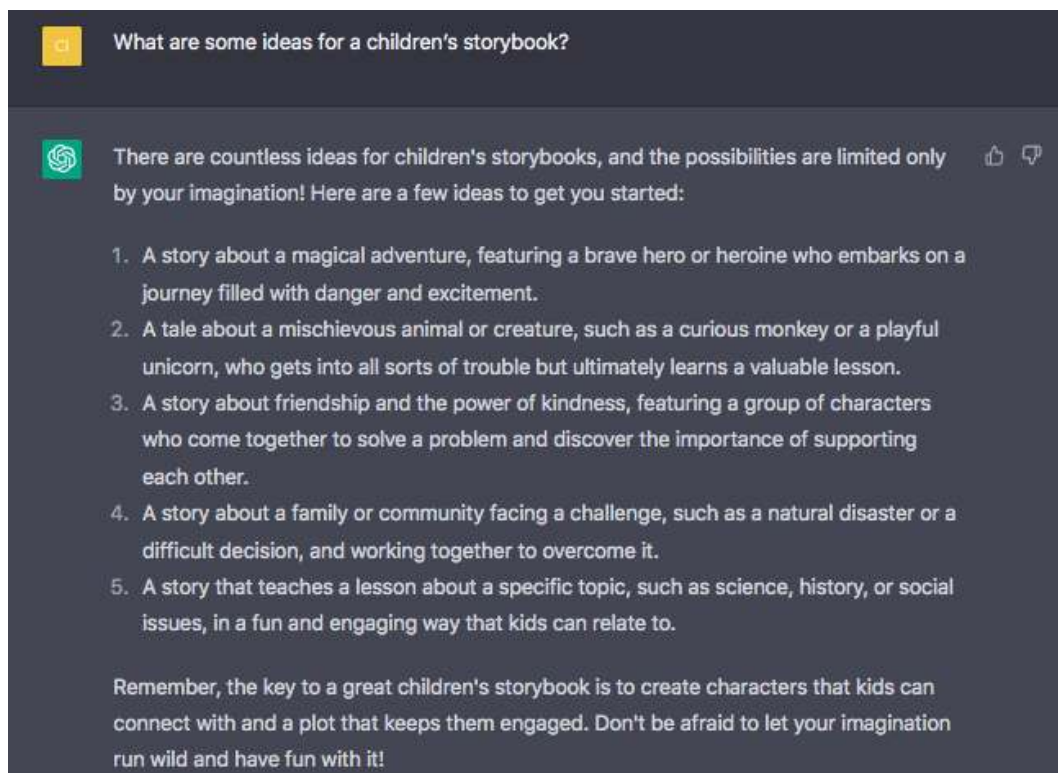 CI
What are some ideas for a children's storybook?
There are countless ideas for children's storybooks, and the possibilities are limited only
by your imagination! Here are a few ideas to get you started:
1. A story about a magical adventure, featuring a brave hero or heroine who embarks on a
journey filled with danger and excitement.
2. A tale about a mischievous animal or creature, such as a curious monkey or a playful
unicorn, who gets into all sorts of trouble but ultimately learns a valuable lesson.
3. A story about friendship and the power of kindness, featuring a group of characters
who come together to solve a problem and discover the importance of supporting
each other.
4. A story about a family or community facing a challenge, such as a natural disaster or a
difficult decision, and working together to overcome it.
5. A story that teaches a lesson about a specific topic, such as science, history, or social
issues, in a fun and engaging way that kids can relate to.
Remember, the key to a great children's storybook is to create characters that kids can
connect with and a plot that keeps them engaged. Don't be afraid to let your imagination
run wild and have fun with it!